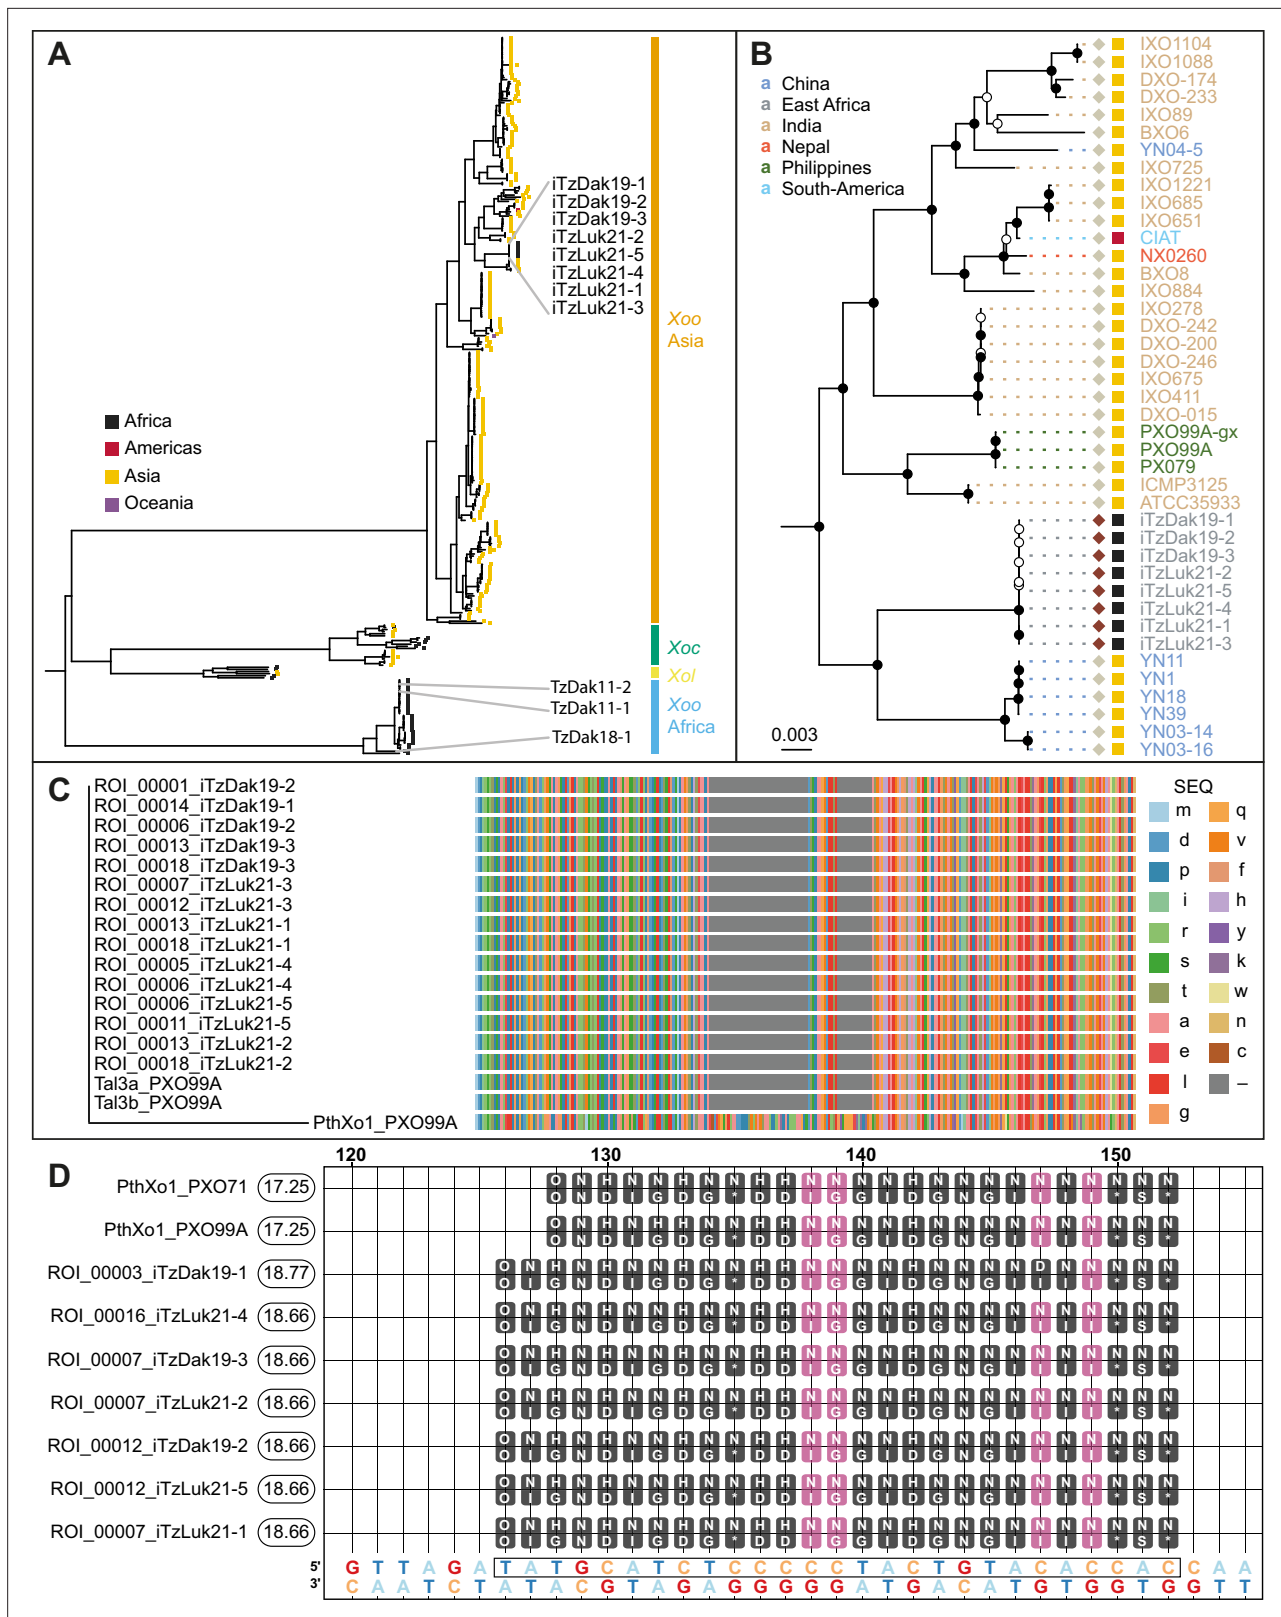 A
iTzDak19-1
iTzDak19-2
iTzDak19-3
iTzLuk21-2
iTzLuk21-5
iTzLuk21-4
iTzLuk21-1
iTzLuk21-3
Xoo
Asia
Africa
Americas
Asia
Oceania
Xoc
Xol
Xoo
Africa
TzDak11-2
TzDak11-1
TzDak18-1
B
a China
a East Africa
a India
a Nepal
a Philippines
a South-America
IXO1104
IXO1088
DXO-174
DXO-233
IXO89
BXO6
YN04-5
IXO725
IXO1221
IXO685
IXO651
CIAT
NX0260
BXO8
IXO884
IXO278
DXO-242
DXO-200
DXO-246
IXO675
IXO411
DXO-015
PXO99A-gx
PXO99A
PX079
ICMP3125
ATCC35933
iTzDak19-1
iTzDak19-2
iTzDak19-3
iTzLuk21-2
iTzLuk21-5
iTzLuk21-4
iTzLuk21-1
iTzLuk21-3
YN11
YN1
YN18
YN39
YN03-14
YN03-16
0.003
C
ROI_00001_iTzDak19-2
ROI_00014_iTzDak19-1
ROI_00006_iTzDak19-2
ROI_00013_iTzDak19-3
ROI_00018_iTzDak19-3
ROI_00007_iTzLuk21-3
ROI_00012_iTzLuk21-3
ROI_00013_iTzLuk21-1
ROI_00018_iTzLuk21-1
ROI_00005_iTzLuk21-4
ROI_00006_iTzLuk21-4
ROI_00006_iTzLuk21-5
ROI_00011_iTzLuk21-5
ROI_00013_iTzLuk21-2
ROI_00018_iTzLuk21-2
Tal3a_PXO99A
Tal3b_PXO99A
PthXo1_PXO99A
SEQ
m q
d v
p f
i h
r y
s k
t w
a n
e c
l –
g
D
120 130 140 150
PthXo1_PXO71 17.25
PthXo1_PXO99A 17.25
ROI_00003_iTzDak19-1 18.77
ROI_00016_iTzLuk21-4 18.66
ROI_00007_iTzDak19-3 18.66
ROI_00007_iTzLuk21-2 18.66
ROI_00012_iTzDak19-2 18.66
ROI_00012_iTzLuk21-5 18.66
ROI_00007_iTzLuk21-1 18.66
5' G T T A G A T A T G C A T C T C C C C C T A C T G T A C A C C A C C A A
3' C A A T C T A T A C G T A G A G G G G G A T G A C A T G T G G T G G T T